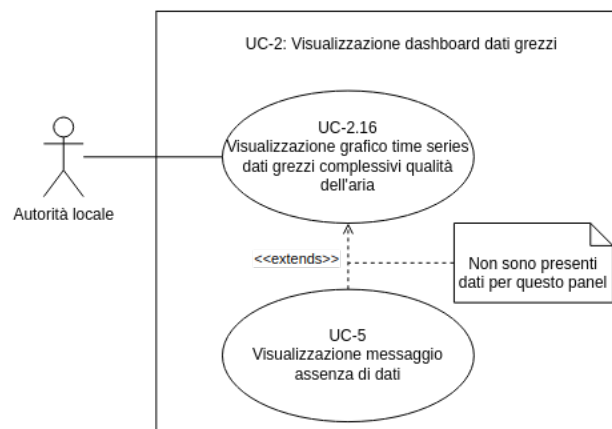 UC-2: Visualizzazione dashboard dati grezzi
UC-2.16
Visualizzazione grafico time series
dati grezzi complessivi qualità
dell'aria
Autorità locale
<<extends>>
Non sono presenti
dati per questo panel
UC-5
Visualizzazione messaggio
assenza di dati